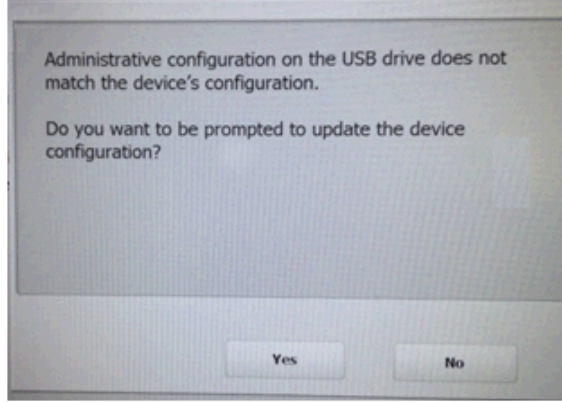 Administrative configuration on the USB drive does not
match the device's configuration.
Do you want to be prompted to update the device
configuration?
Yes
No